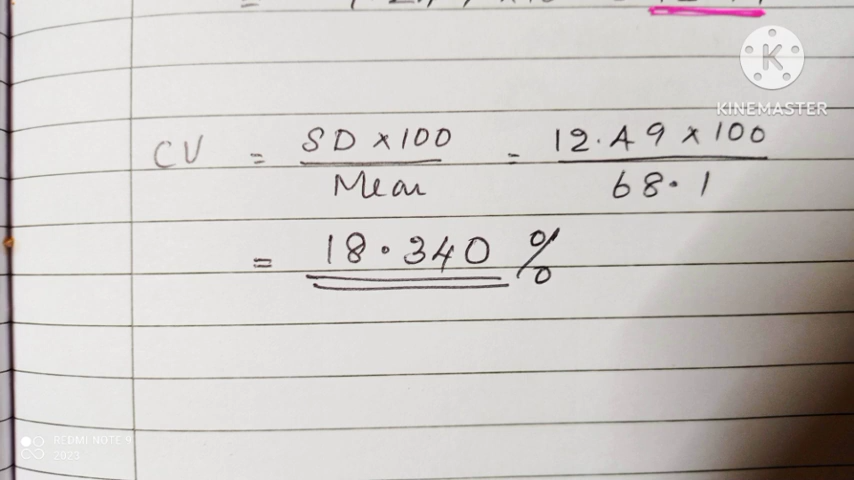 KINEMASTER
CV = SD × 100 / Mean = 12.49 × 100 / 68.1
= 18.340 %
REDMI NOTE 9
2023